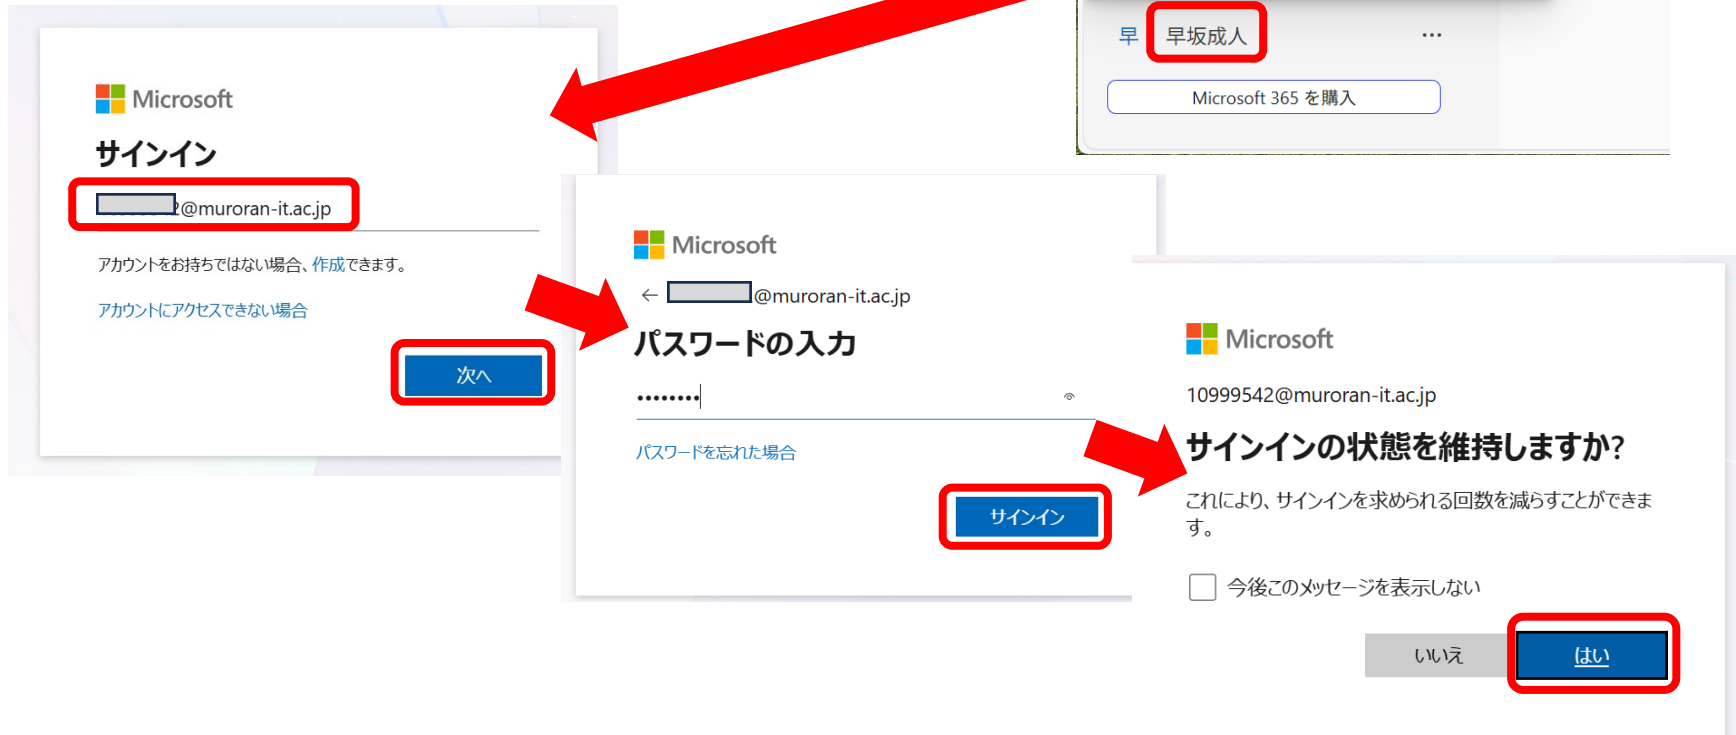 早 早坂成人 …
Microsoft 365 を購入
Microsoft
サインイン
2@muroran-it.ac.jp
アカウントをお持ちではない場合、作成できます。
アカウントにアクセスできない場合
次へ
Microsoft
← @muroran-it.ac.jp
パスワードの入力
••••••••
パスワードを忘れた場合
サインイン
Microsoft
10999542@muroran-it.ac.jp
サインインの状態を維持しますか?
これにより、サインインを求められる回数を減らすことができま
す。
今後このメッセージを表示しない
いいえ はい